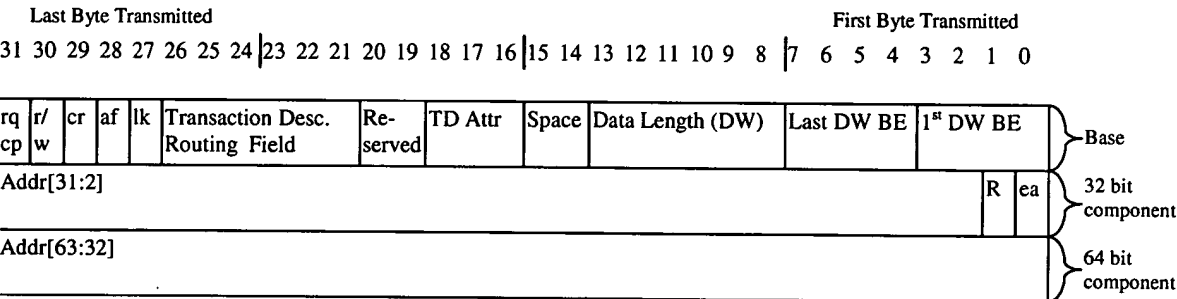 Last Byte Transmitted First Byte Transmitted
31 30 29 28 27 26 25 24 23 22 21 20 19 18 17 16 15 14 13 12 11 10 9 8 7 6 5 4 3 2 1 0
rq r/ cr af lk Transaction Desc. Re- TD Attr Space Data Length (DW) Last DW BE 1st DW BE Base
cp w Routing Field served
Addr[31:2] R ea 32 bit
component
Addr[63:32] 64 bit
component